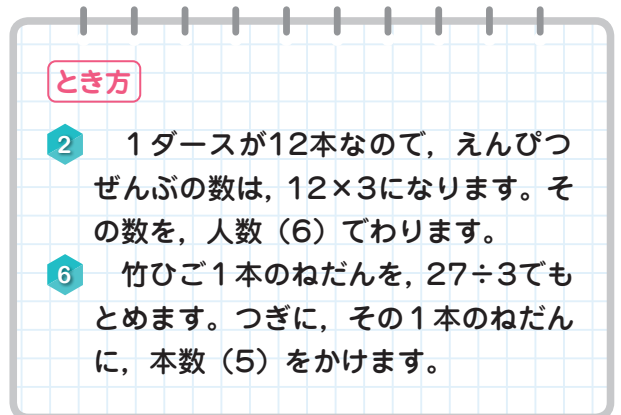 とき方
2 1ダースが12本なので，えんぴつ
ぜんぶの数は，12×3になります。そ
の数を，人数（6）でわります。
6 竹ひご1本のねだんを，27÷3でも
とめます。つぎに，その1本のねだん
に，本数（5）をかけます。